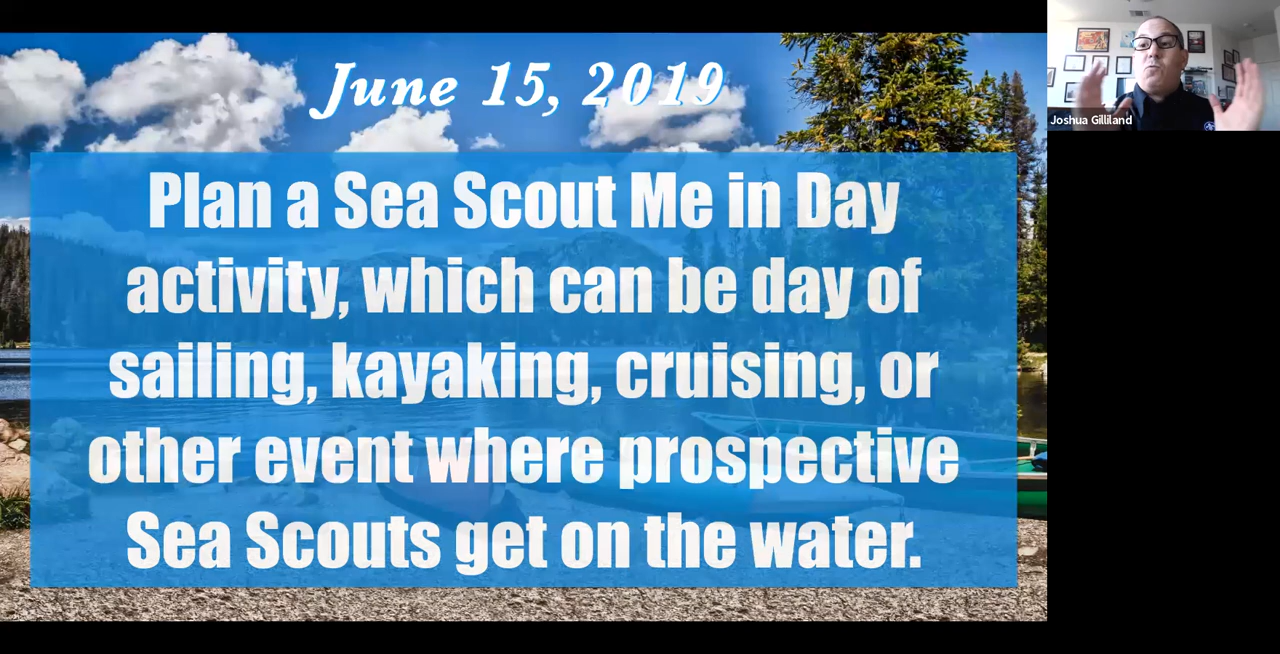 June 15, 2019
Plan a Sea Scout Me in Day
activity, which can be day of
sailing, kayaking, cruising, or
other event where prospective
Sea Scouts get on the water.
Joshua Gilliland